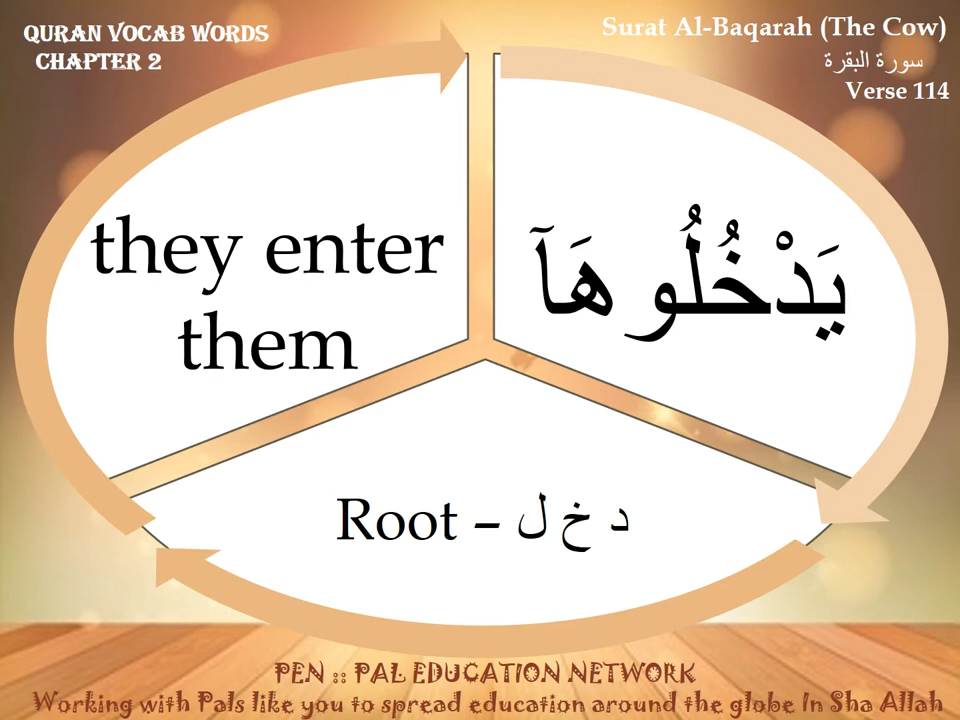 QURAN VOCAB WORDS
CHAPTER 2
Surat Al-Baqarah (The Cow)
سورة البقرة
Verse 114
they enter
them
يَدْخُلُوهَآ
Root – د خ ل
PEN :: PAL EDUCATION NETWORK
Working with Pals like you to spread education around the globe In Sha Allah